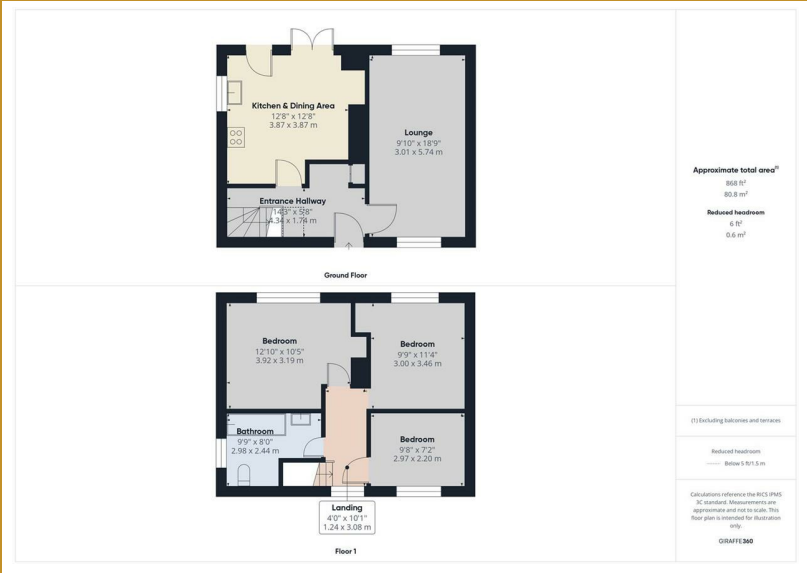 Kitchen & Dining Area
12'8" x 12'8"
3.87 x 3.87 m
Lounge
9'10" x 18'9"
3.01 x 5.74 m
Entrance Hallway
14'3" x 5'8"
4.34 x 1.74 m
Ground Floor
Bedroom
12'10" x 10'5"
3.92 x 3.19 m
Bedroom
9'9" x 11'4"
3.00 x 3.46 m
Bathroom
9'9" x 8'0"
2.98 x 2.44 m
Bedroom
9'8" x 7'2"
2.97 x 2.20 m
Landing
4'0" x 10'1"
1.24 x 3.08 m
Floor 1
Approximate total area⁽¹⁾
868 ft²
80.8 m²
Reduced headroom
6 ft²
0.6 m²
(1) Excluding balconies and terraces
Reduced headroom
Below 5 ft/1.5 m
Calculations reference the RICS IPMS
3C standard. Measurements are
approximate and not to scale. This
floor plan is intended for illustration
only.
GIRAFFE360